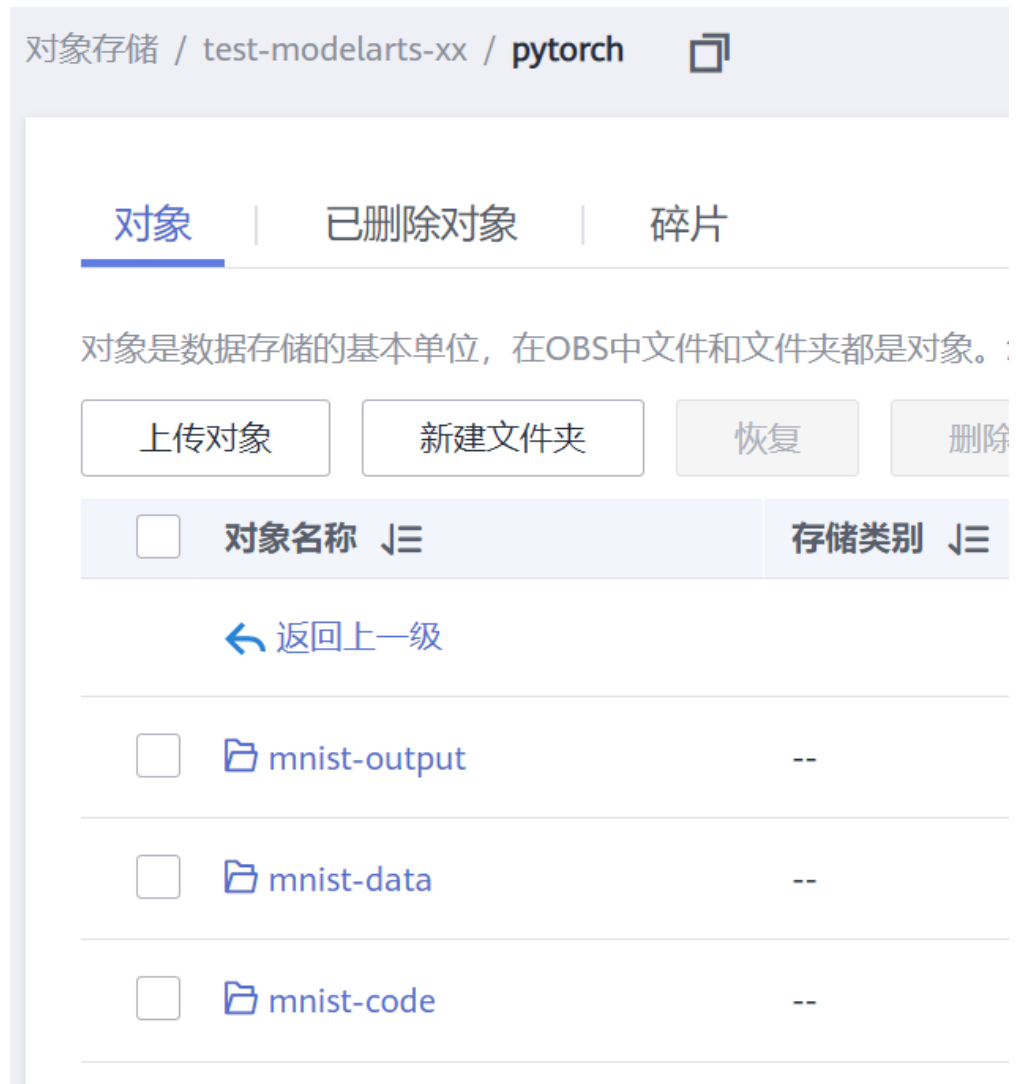 对象存储 / test-modelarts-xx / pytorch
对象 已删除对象 碎片
对象是数据存储的基本单位，在OBS中文件和文件夹都是对象。
上传对象 新建文件夹 恢复 删除
对象名称 存储类别
返回上一级
mnist-output --
mnist-data --
mnist-code --